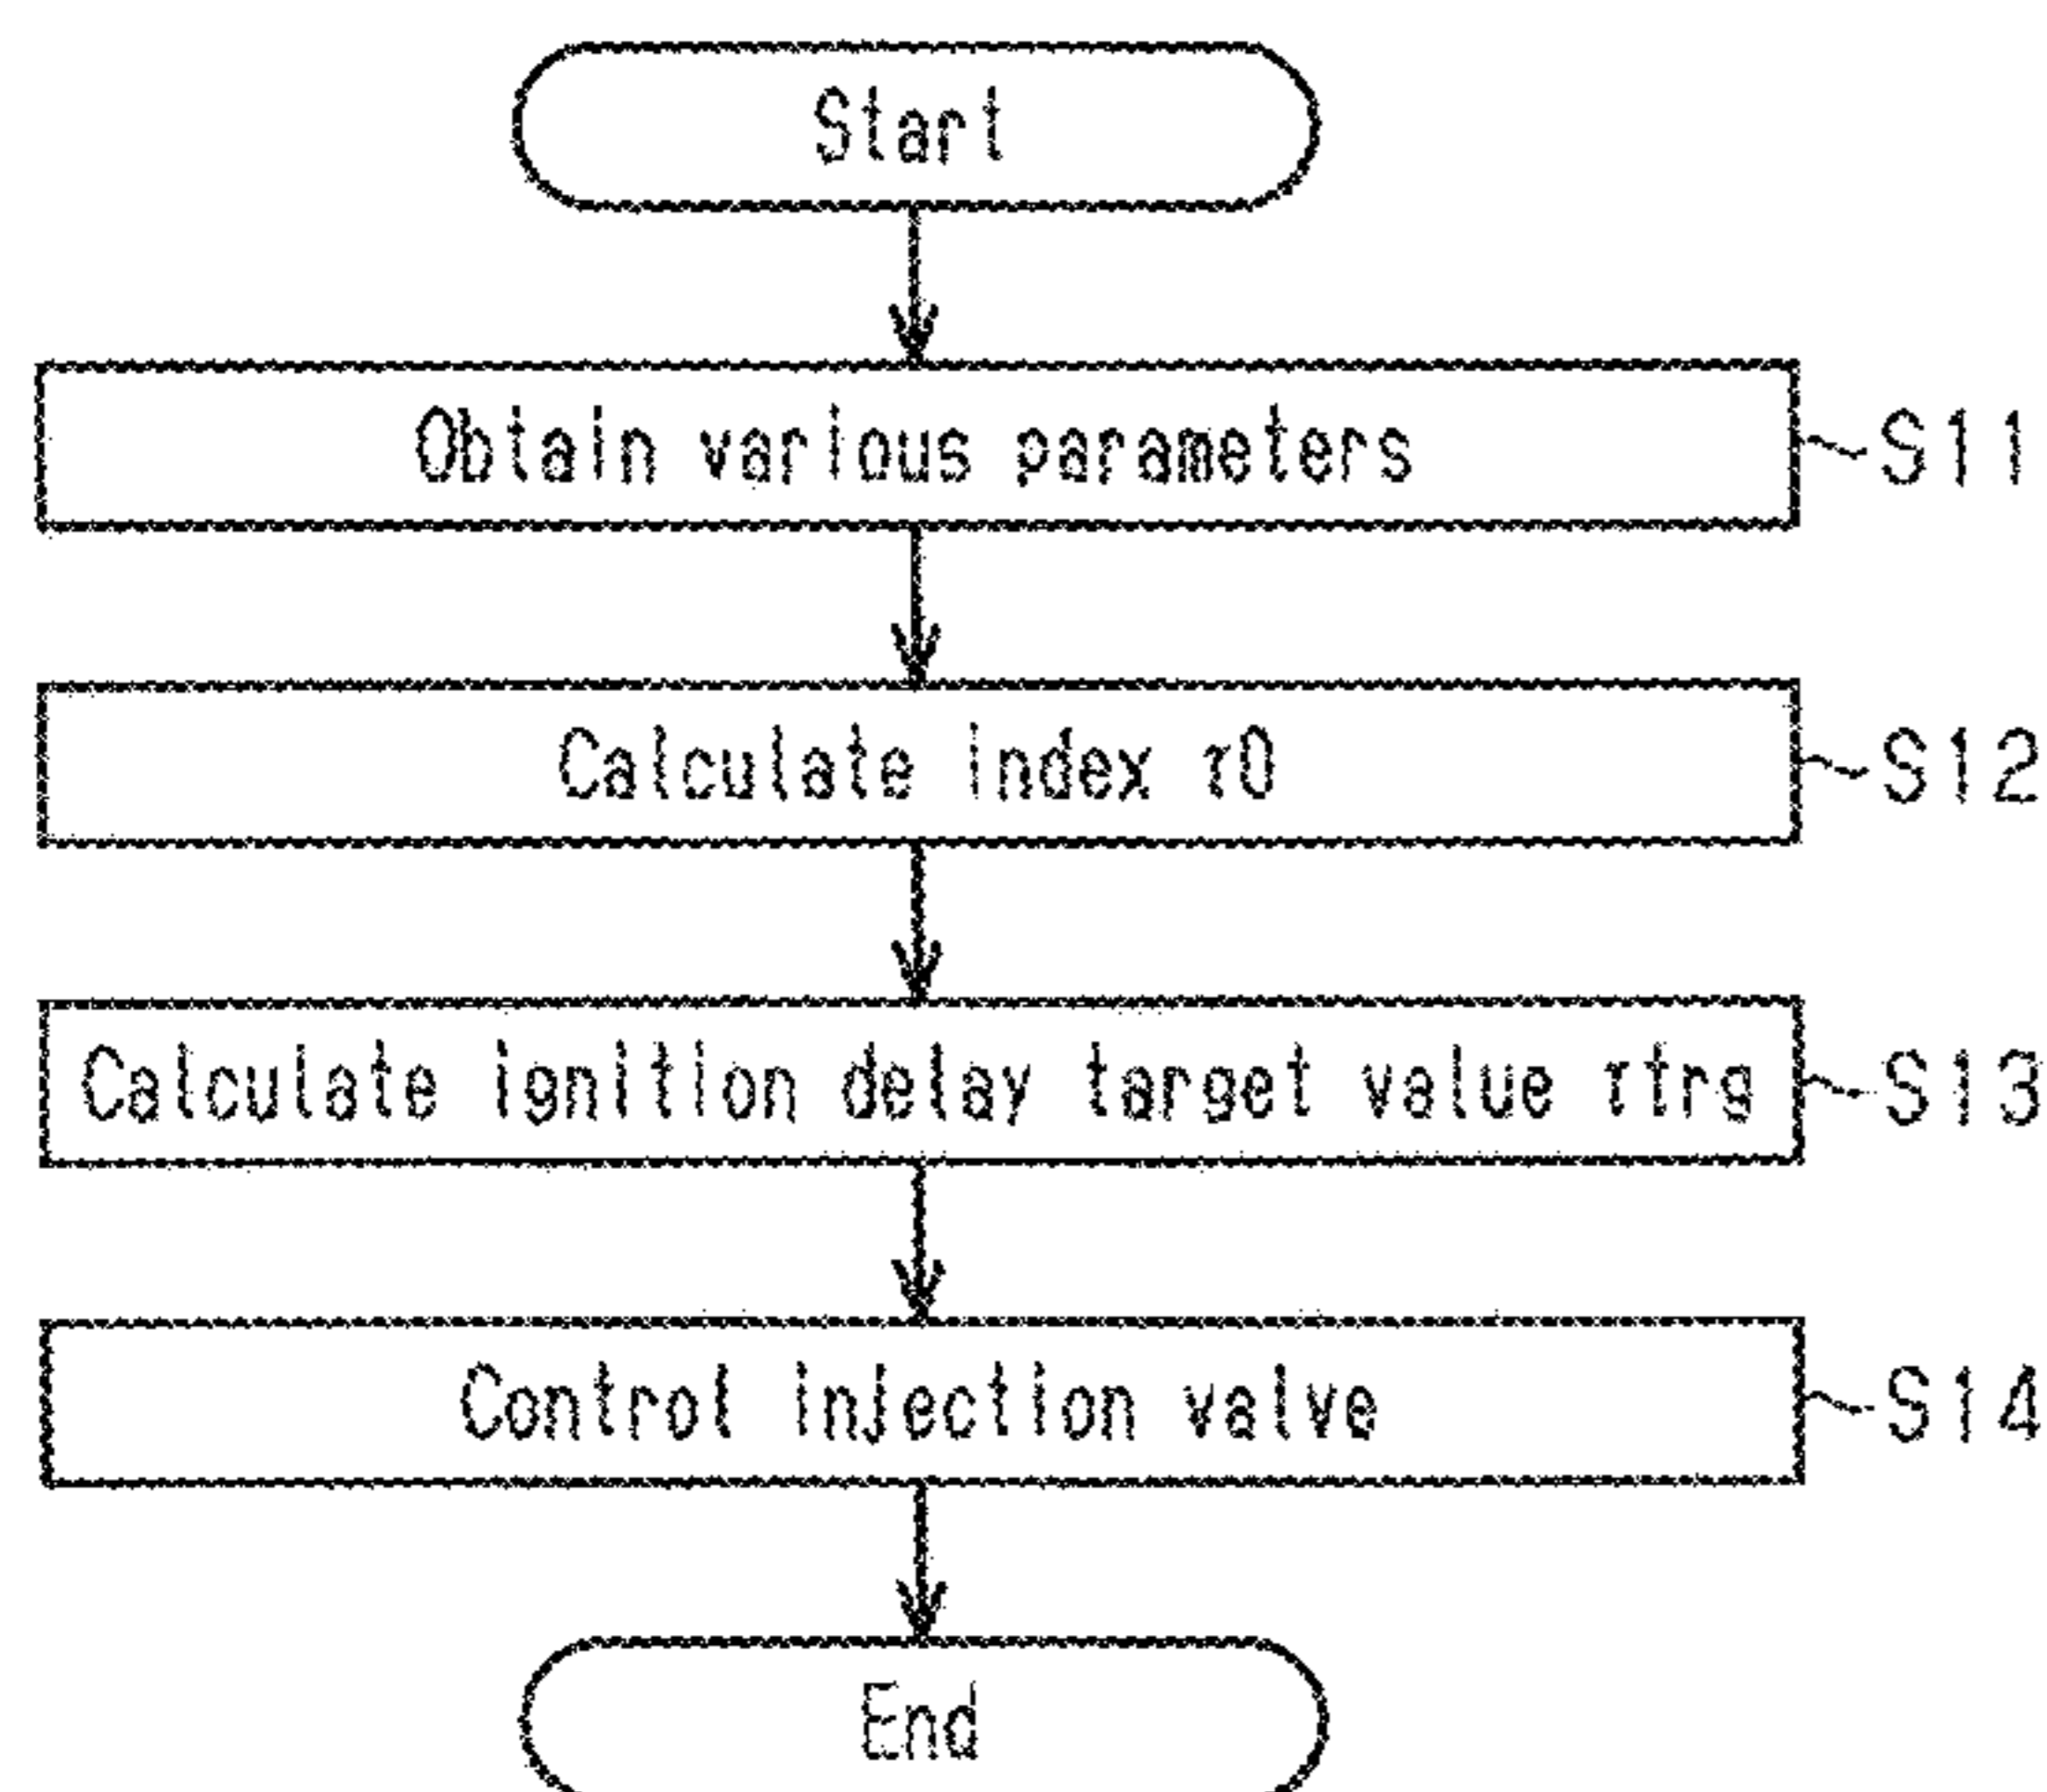 Start
Obtain various parameters
S11
Calculate index τ0
S12
Calculate ignition delay target value τtrg
S13
Control injection valve
S14
End